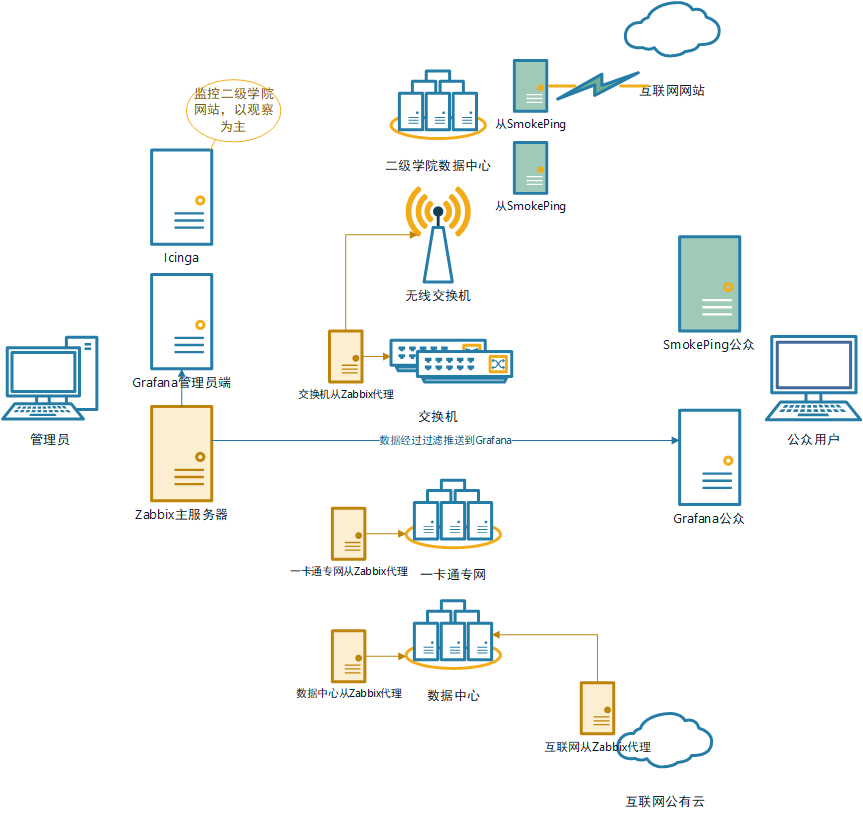 监控二级学院
网站，以观察
为主
互联网网站
从SmokePing
二级学院数据中心
从SmokePing
Icinga
无线交换机
SmokePing公众
Grafana管理员端
交换机从Zabbix代理
交换机
管理员
数据经过过滤推送到Grafana
公众用户
Zabbix主服务器
Grafana公众
一卡通专网从Zabbix代理
一卡通专网
数据中心从Zabbix代理
数据中心
互联网从Zabbix代理
互联网公有云